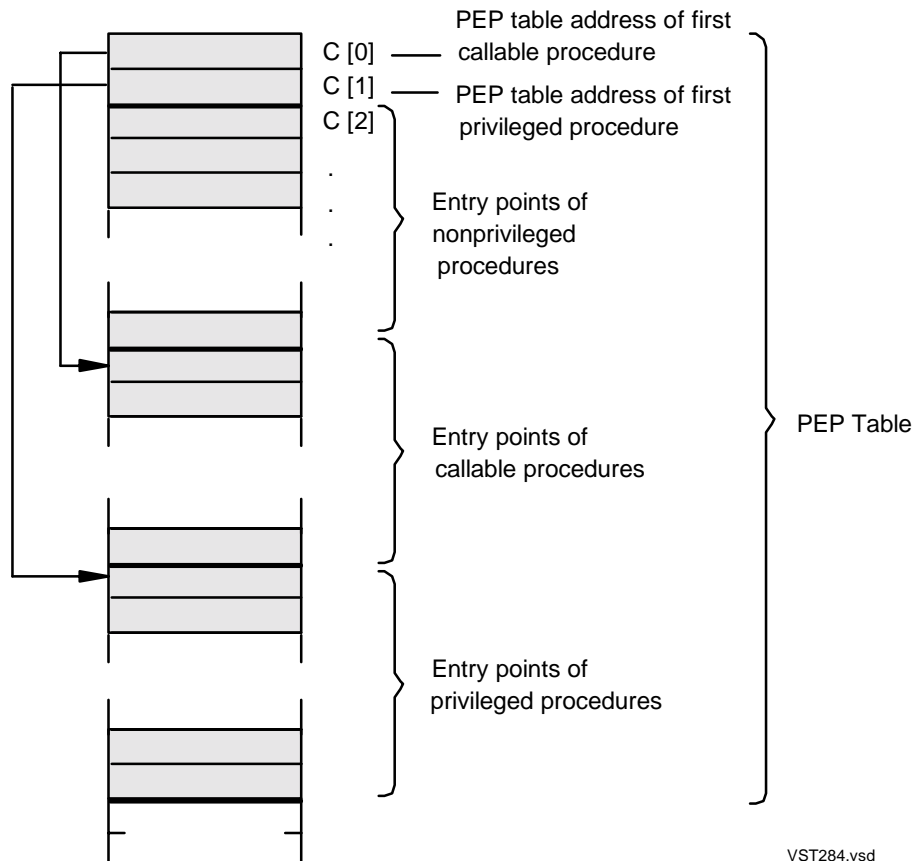 PEP table address of first
C [0]
callable procedure
C [1]
PEP table address of first
privileged procedure
C [2]
.
.
.
Entry points of
nonprivileged
procedures
PEP Table
Entry points of
callable procedures
Entry points of
privileged procedures
VST284.vsd